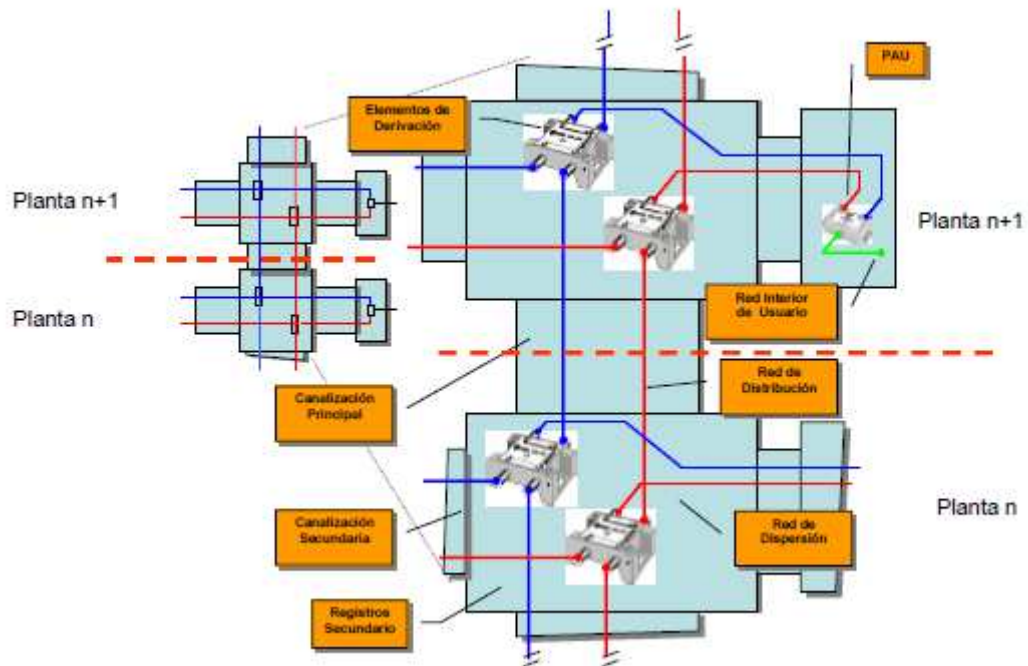 PAU
Elementos de
Derivación
Planta n+1
Planta n+1
Red Interior
de Usuario
Planta n
Red de
Distribución
Canalización
Principal
Canalización
Secundaria
Red de
Dispersión
Planta n
Registros
Secundario